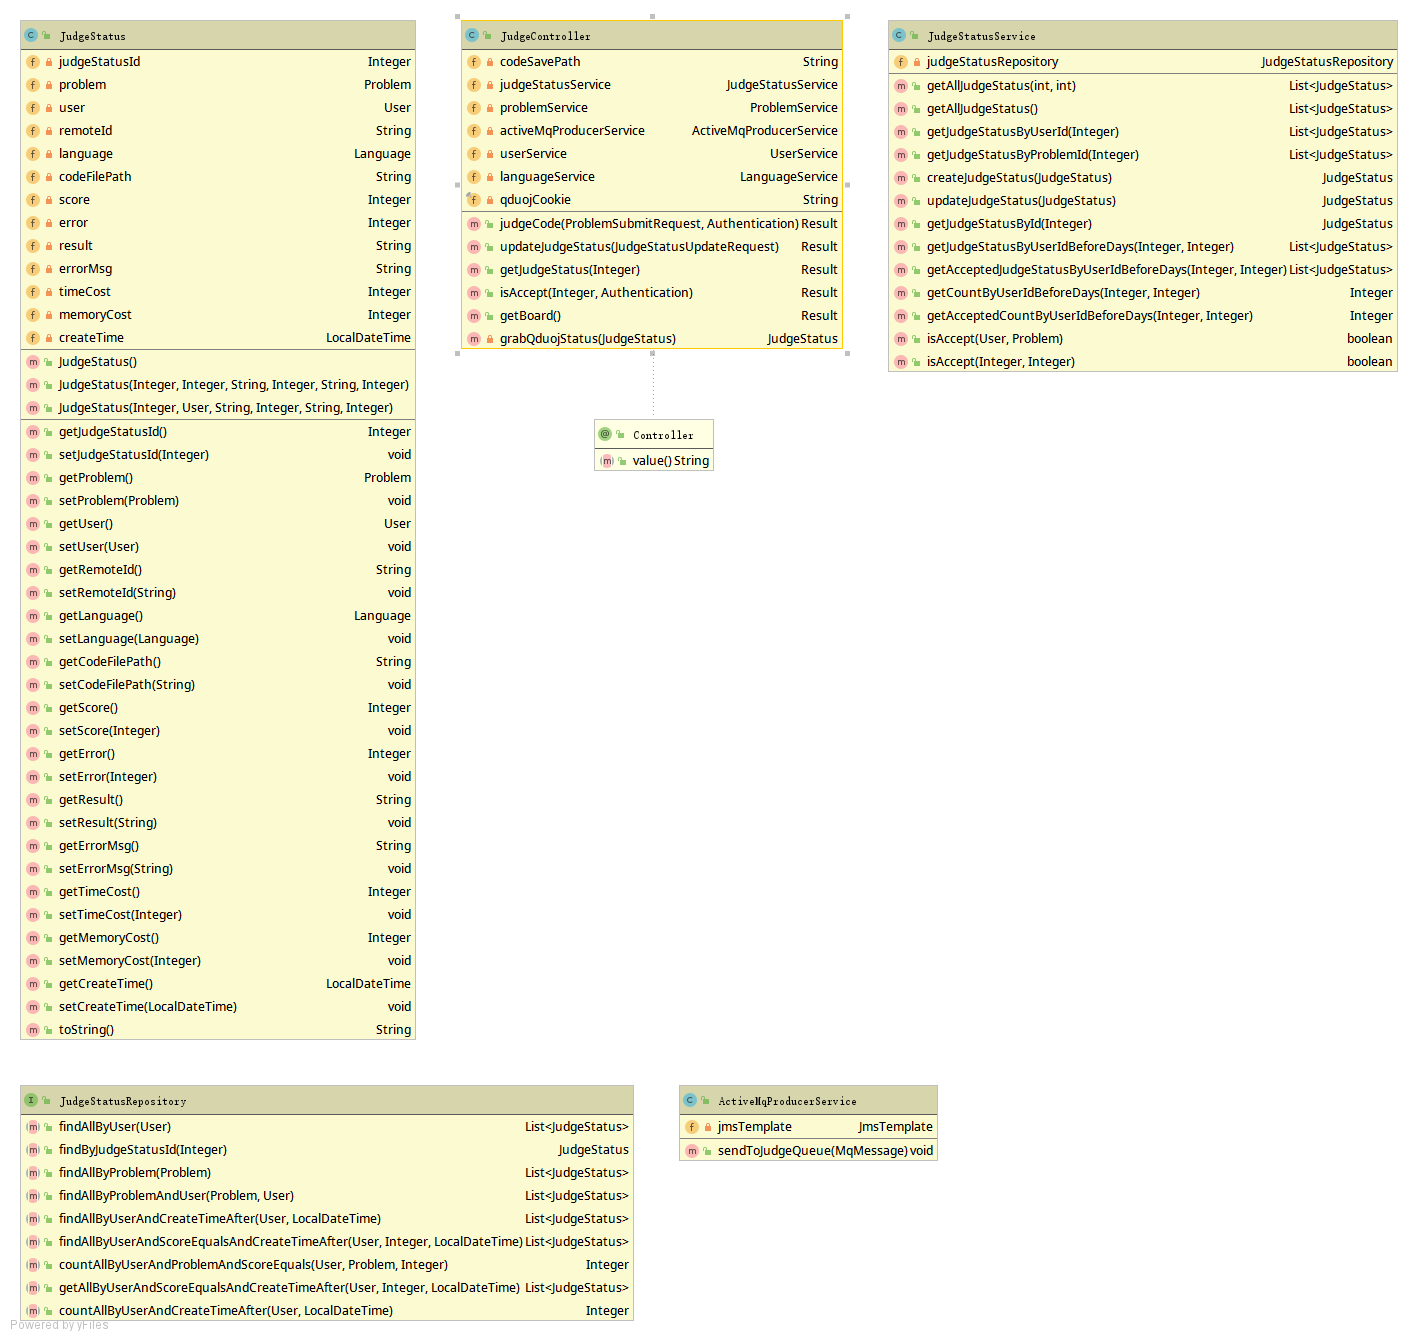 JudgeStatus
judgeStatusId Integer
problem Problem
user User
remoteId String
language Language
codeFilePath String
score Integer
error Integer
result String
errorMsg String
timeCost Integer
memoryCost Integer
createTime LocalDateTime
JudgeStatus()
JudgeStatus(Integer, Integer, String, Integer, String, Integer)
JudgeStatus(Integer, User, String, Integer, String, Integer)
getJudgeStatusId() Integer
setJudgeStatusId(Integer) void
getProblem() Problem
setProblem(Problem) void
getUser() User
setUser(User) void
getRemoteId() String
setRemoteId(String) void
getLanguage() Language
setLanguage(Language) void
getCodeFilePath() String
setCodeFilePath(String) void
getScore() Integer
setScore(Integer) void
getError() Integer
setError(Integer) void
getResult() String
setResult(String) void
getErrorMsg() String
setErrorMsg(String) void
getTimeCost() Integer
setTimeCost(Integer) void
getMemoryCost() Integer
setMemoryCost(Integer) void
getCreateTime() LocalDateTime
setCreateTime(LocalDateTime) void
toString() String
JudgeController
codeSavePath String
judgeStatusService JudgeStatusService
problemService ProblemService
activeMqProducerService ActiveMqProducerService
userService UserService
languageService LanguageService
qduojCookie String
judgeCode(ProblemSubmitRequest, Authentication) Result
updateJudgeStatus(JudgeStatusUpdateRequest) Result
getJudgeStatus(Integer) Result
isAccept(Integer, Authentication) Result
getBoard() Result
grabQduojStatus(JudgeStatus) JudgeStatus
Controller
value() String
JudgeStatusService
judgeStatusRepository JudgeStatusRepository
getAllJudgeStatus(int, int) List<JudgeStatus>
getAllJudgeStatus() List<JudgeStatus>
getJudgeStatusByUserId(Integer) List<JudgeStatus>
getJudgeStatusByProblemId(Integer) List<JudgeStatus>
createJudgeStatus(JudgeStatus) JudgeStatus
updateJudgeStatus(JudgeStatus) JudgeStatus
getJudgeStatusById(Integer) JudgeStatus
getJudgeStatusByUserIdBeforeDays(Integer, Integer) List<JudgeStatus>
getAcceptedJudgeStatusByUserIdBeforeDays(Integer, Integer) List<JudgeStatus>
getCountByUserIdBeforeDays(Integer, Integer) Integer
getAcceptedCountByUserIdBeforeDays(Integer, Integer) Integer
isAccept(User, Problem) boolean
isAccept(Integer, Integer) boolean
JudgeStatusRepository
findAllByUser(User) List<JudgeStatus>
findByJudgeStatusId(Integer) JudgeStatus
findAllByProblem(Problem) List<JudgeStatus>
findAllByProblemAndUser(Problem, User) List<JudgeStatus>
findAllByUserAndCreateTimeAfter(User, LocalDateTime) List<JudgeStatus>
findAllByUserAndScoreEqualsAndCreateTimeAfter(User, Integer, LocalDateTime) List<JudgeStatus>
countAllByUserAndProblemAndScoreEquals(User, Problem, Integer) Integer
getAllByUserAndScoreEqualsAndCreateTimeAfter(User, Integer, LocalDateTime) List<JudgeStatus>
countAllByUserAndCreateTimeAfter(User, LocalDateTime) Integer
ActiveMqProducerService
jmsTemplate JmsTemplate
sendToJudgeQueue(MqMessage) void
Powered by yFiles